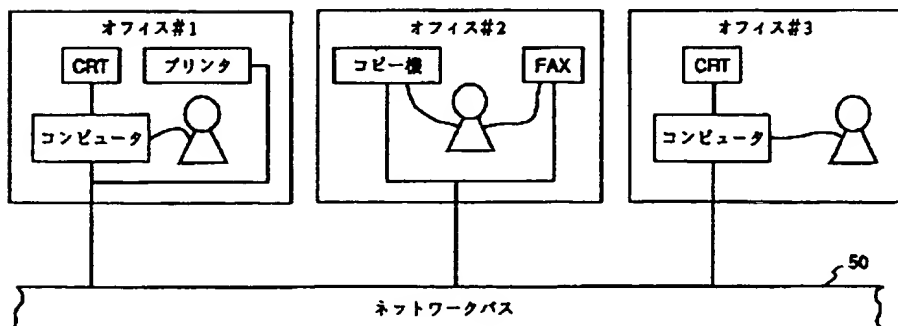 オフィス#1
CRT
プリンタ
コンピュータ
オフィス#2
コピー機
FAX
オフィス#3
CRT
コンピュータ
50
ネットワークバス